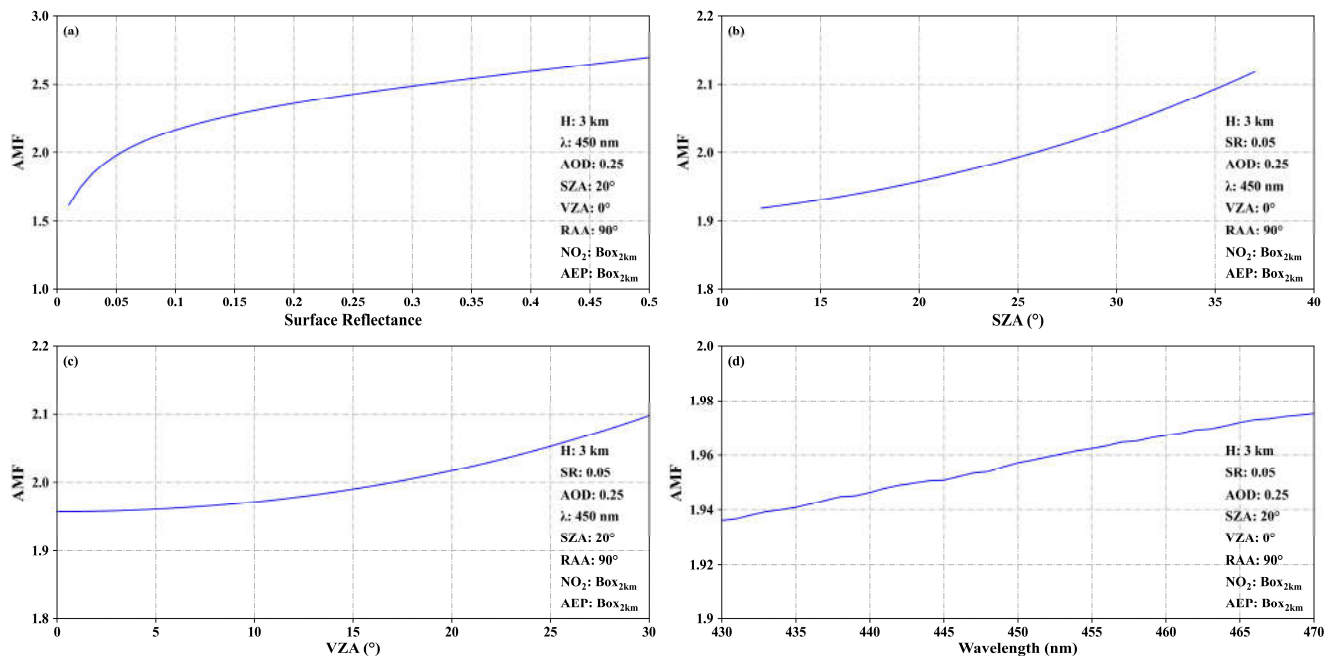 (a)
3.0
2.5
2.0
1.5
1.0
AMF
H: 3 km
λ: 450 nm
AOD: 0.25
SZA: 20°
VZA: 0°
RAA: 90°
NO₂: Box₂ₖₘ
AEP: Box₂ₖₘ
0 0.05 0.1 0.15 0.2 0.25 0.3 0.35 0.4 0.45 0.5
Surface Reflectance
(b)
2.2
2.1
2.0
1.9
1.8
AMF
H: 3 km
SR: 0.05
AOD: 0.25
λ: 450 nm
VZA: 0°
RAA: 90°
NO₂: Box₂ₖₘ
AEP: Box₂ₖₘ
10 15 20 25 30 35 40
SZA (°)
(c)
2.2
2.1
2.0
1.9
1.8
AMF
H: 3 km
SR: 0.05
AOD: 0.25
λ: 450 nm
SZA: 20°
RAA: 90°
NO₂: Box₂ₖₘ
AEP: Box₂ₖₘ
0 5 10 15 20 25 30
VZA (°)
(d)
2.0
1.98
1.96
1.94
1.92
1.9
AMF
H: 3 km
SR: 0.05
AOD: 0.25
SZA: 20°
VZA: 0°
RAA: 90°
NO₂: Box₂ₖₘ
AEP: Box₂ₖₘ
430 435 440 445 450 455 460 465 470
Wavelength (nm)